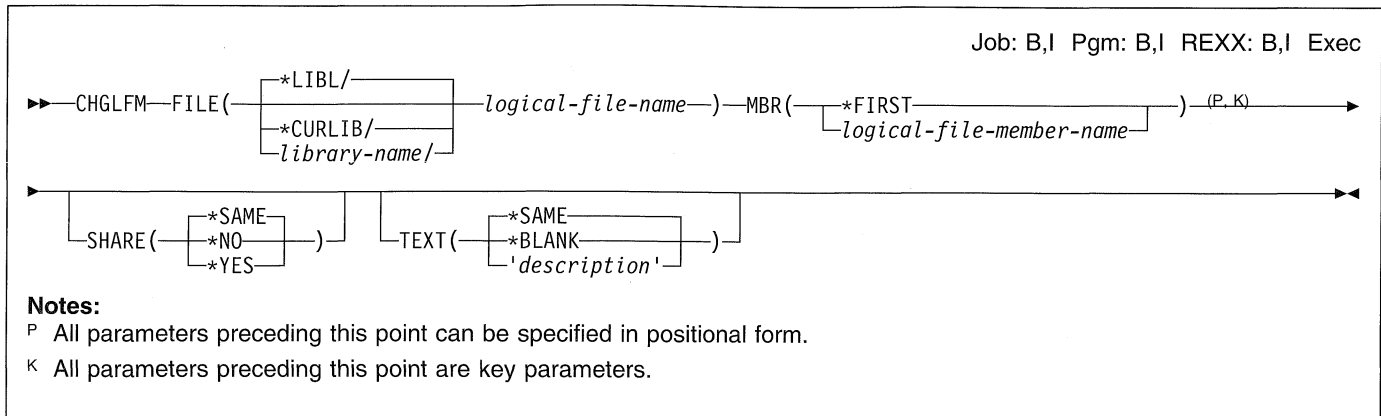 Job: B,I Pgm: B,I REXX: B,I Exec
*LIBL/
CHGLFM FILE( logical-file-name ) MBR( *FIRST ) (P, K)
*CURLIB/ logical-file-member-name
library-name/
*SAME *SAME
SHARE( *NO ) TEXT( *BLANK )
*YES 'description'
Notes:
P All parameters preceding this point can be specified in positional form.
K All parameters preceding this point are key parameters.